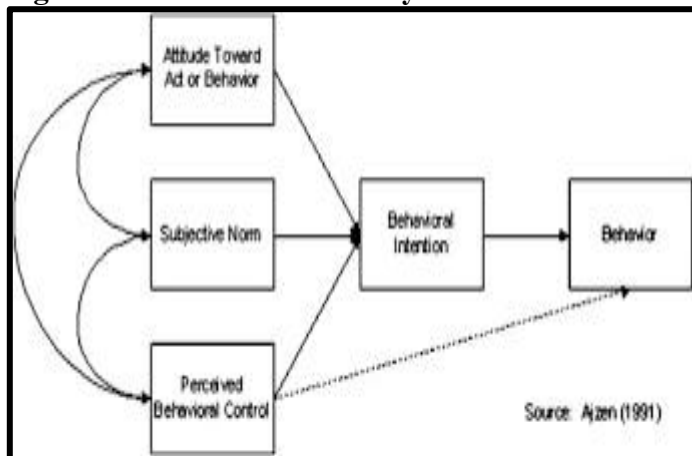 Attitude Toward
Act or Behavior
Subjective Norm
Behavioral
Intention
Behavior
Perceived
Behavioral Control
Source: Ajzen (1991)